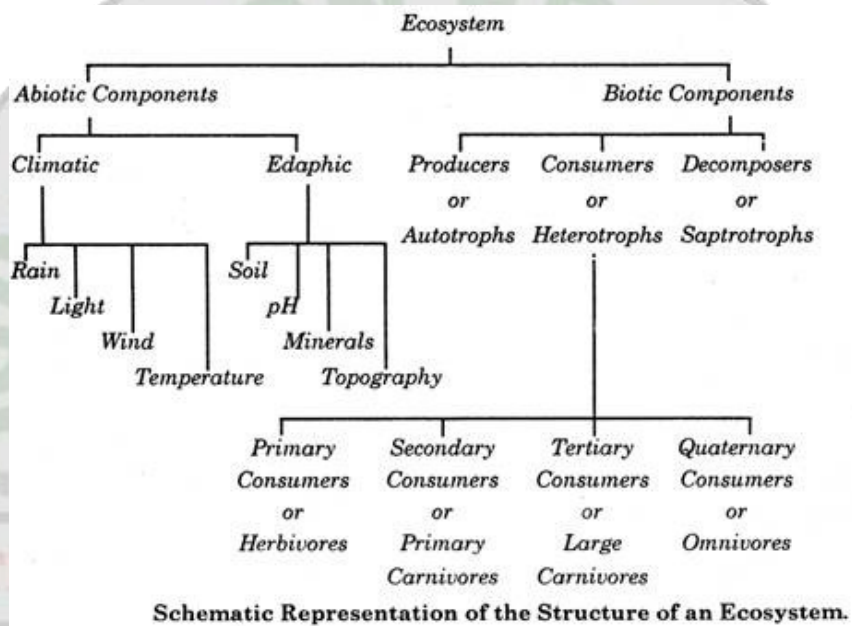 Ecosystem
Abiotic Components
Biotic Components
Climatic
Edaphic
Producers
or
Autotrophs
Consumers
or
Heterotrophs
Decomposers
or
Saptrotrophs
Rain
Light
Wind
Temperature
Soil
pH
Minerals
Topography
Primary
Consumers
or
Herbivores
Secondary
Consumers
or
Primary
Carnivores
Tertiary
Consumers
or
Large
Carnivores
Quaternary
Consumers
or
Omnivores
Schematic Representation of the Structure of an Ecosystem.